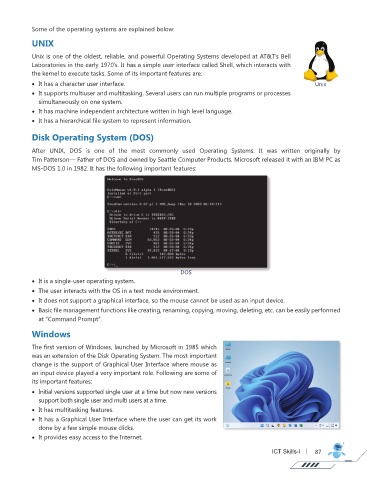 Some of the operating systems are explained below:
UNIX
Unix is one of the oldest, reliable, and powerful Operating Systems developed at AT&T's Bell
Laboratories in the early 1970's. It has a simple user interface called Shell, which interacts with
the kernel to execute tasks. Some of its important features are:
• It has a character user interface.
Unix
• It supports multiuser and multitasking. Several users can run multiple programs or processes
simultaneously on one system.
• It has machine independent architecture written in high level language.
• It has a hierarchical file system to represent information.
Disk Operating System (DOS)
After UNIX, DOS is one of the most commonly used Operating Systems. It was written originally by
Tim Patterson— Father of DOS and owned by Seattle Computer Products. Microsoft released it with an IBM PC as
MS-DOS 1.0 in 1982. It has the following important features:
Welcome to FreeDOS
DOS
• It is a single-user operating system.
• The user interacts with the OS in a text mode environment.
• It does not support a graphical interface, so the mouse cannot be used as an input device.
• Basic file management functions like creating, renaming, copying, moving, deleting, etc. can be easily performed
at "Command Prompt".
Windows
The first version of Windows, launched by Microsoft in 1985 which
was an extension of the Disk Operating System. The most important
change is the support of Graphical User Interface where mouse as
an input device played a very important role. Following are some of
its important features:
• Initial versions supported single user at a time but now new versions
support both single user and multi users at a time.
• It has multitasking features.
• It has a Graphical User Interface where the user can get its work
done by a few simple mouse clicks.
• It provides easy access to the Internet.
ICT Skills-I | 87